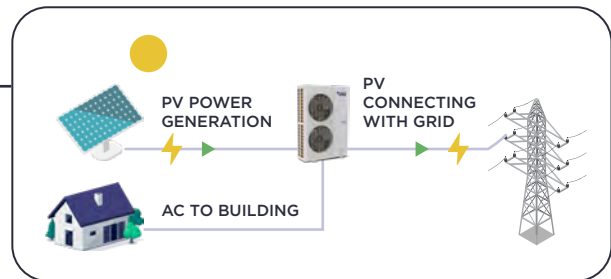 PV POWER
GENERATION
PV
CONNECTING
WITH GRID
AC TO BUILDING